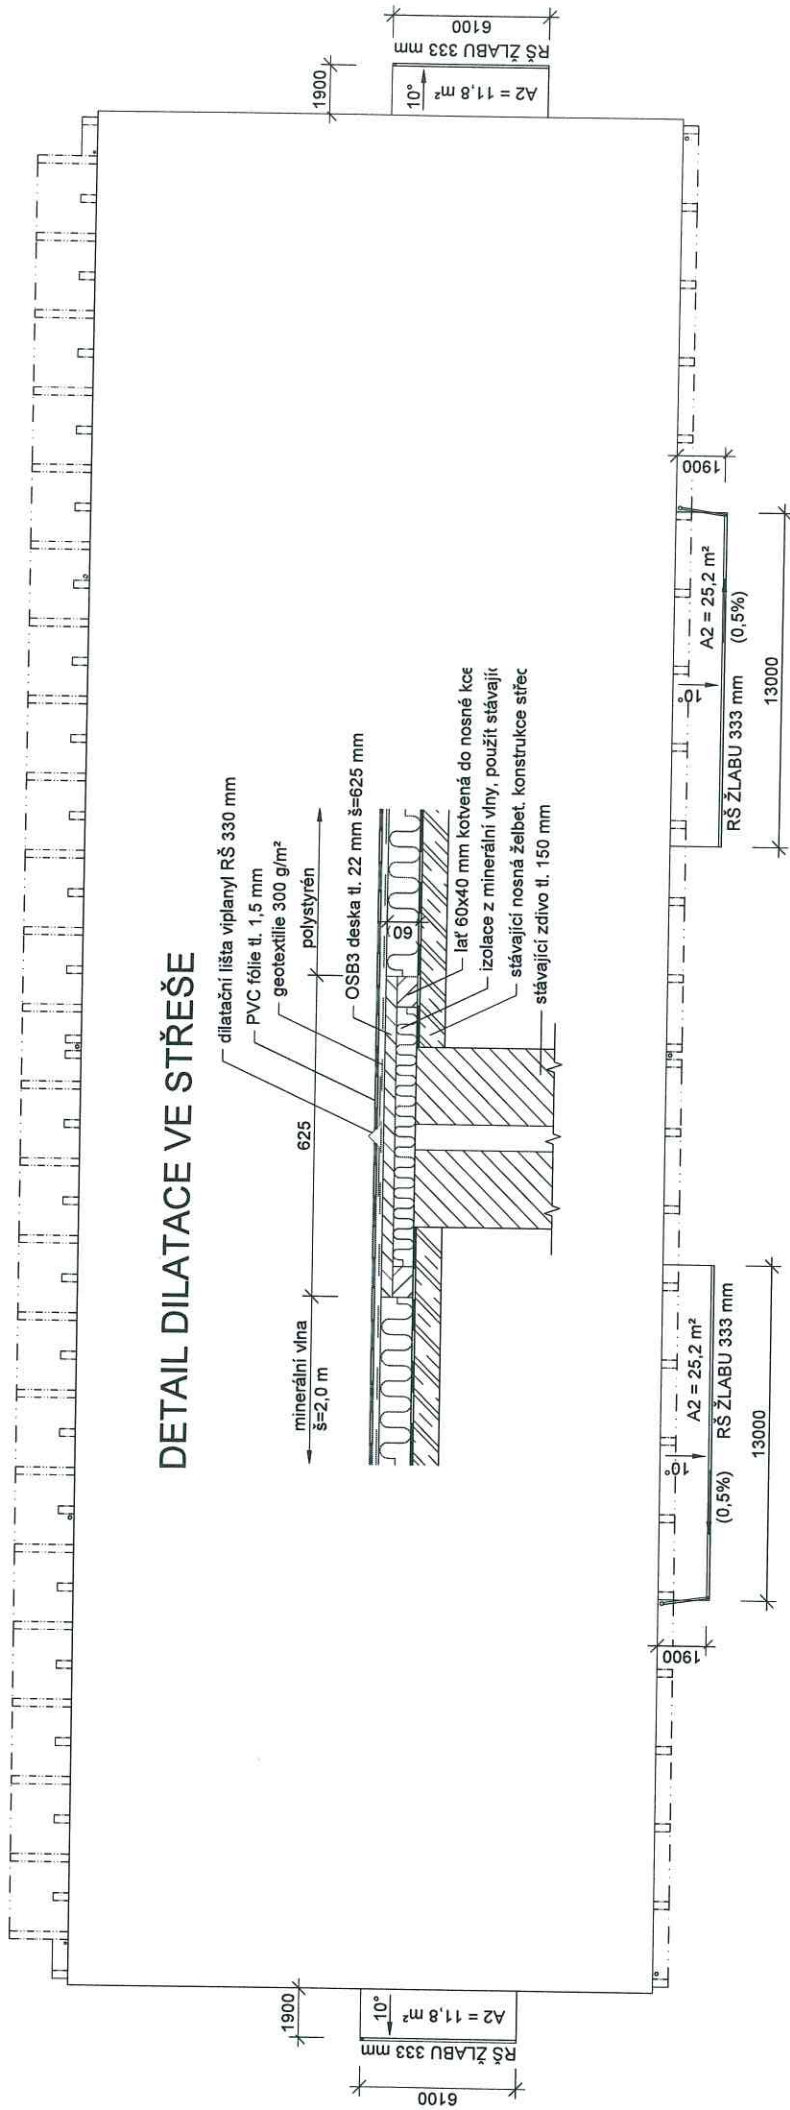 DETAIL DILATACE VE STŘEŠE
dilatační lišta viplanyl RŠ 330 mm
PVC fólie tl. 1,5 mm
geotextilie 300 g/m²
OSB3 deska tl. 22 mm š=625 mm
625
minerální vlna
š=2,0 m
polystyrén
60
lať 60x40 mm kotvená do nosné kce
izolace z minerální vlny, použít stávajíc
stávající nosná želbet. konstrukce střec
stávající zdivo tl. 150 mm
1900
10°
A2 = 11,8 m²
RŠ ŽLABU 333 mm
6100
1900
10°
A2 = 11,8 m²
RŠ ŽLABU 333 mm
6100
1900
10°
A2 = 25,2 m²
(0,5%)
RŠ ŽLABU 333 mm
13000
1900
10°
A2 = 25,2 m²
(0,5%)
RŠ ŽLABU 333 mm
13000